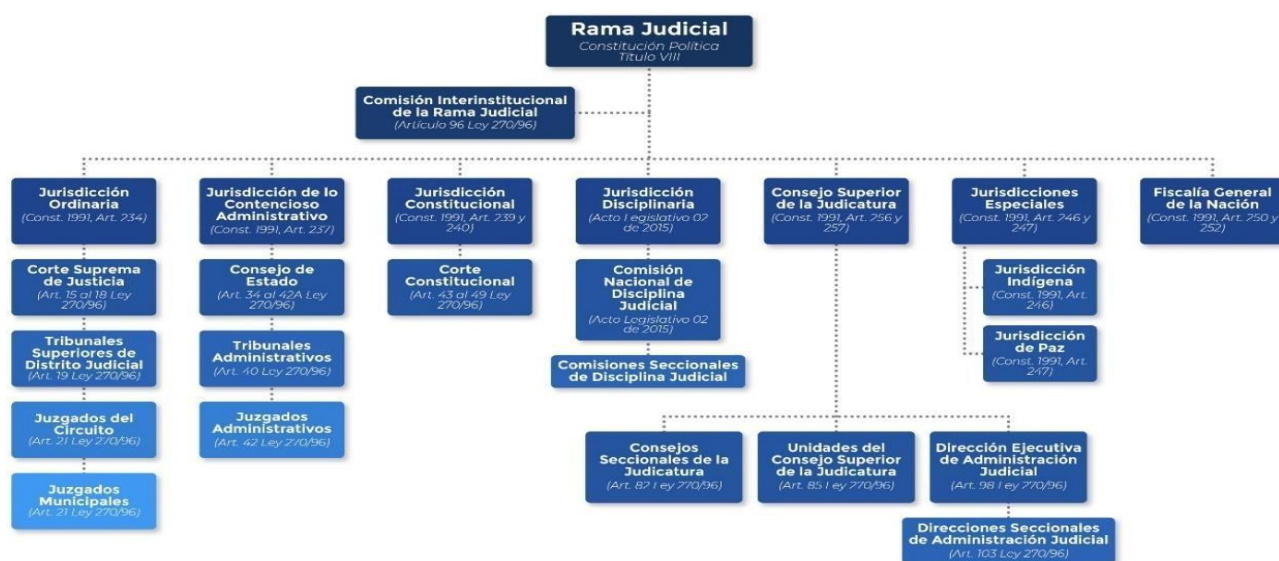 Rama Judicial
Constitución Política
Título VIII
Comisión Interinstitucional
de la Rama Judicial
(Artículo 96 Ley 270/96)
Jurisdicción
Ordinaria
(Const. 1991, Art. 234)
Jurisdicción de lo
Contencioso
Administrativo
(Const. 1991, Art. 237)
Jurisdicción
Constitucional
(Const. 1991, Art. 239 y
240)
Jurisdicción
Disciplinaria
(Acto Legislativo 02
de 2015)
Consejo Superior
de la Judicatura
(Const. 1991, Art. 256 y
257)
Jurisdicciones
Especiales
(Const. 1991, Art. 246 y
247)
Fiscalía General
de la Nación
(Const. 1991, Art. 250 y
252)
Corte Suprema
de Justicia
(Art. 15 al 18 Ley
270/96)
Consejo de
Estado
(Art. 34 al 42A Ley
270/96)
Corte
Constitucional
(Art. 43 al 49 Ley
270/96)
Comisión
Nacional de
Disciplina
Judicial
(Acto Legislativo 02
de 2015)
Jurisdicción
Indígena
(Const. 1991, Art.
246)
Tribunales
Superiores de
Distrito Judicial
(Art. 19 Ley 270/96)
Tribunales
Administrativos
(Art. 40 Ley 270/96)
Comisiones Seccionales
de Disciplina Judicial
Jurisdicción
de Paz
(Const. 1991, Art.
247)
Juzgados del
Circuito
(Art. 21 Ley 270/96)
Juzgados
Administrativos
(Art. 42 Ley 270/96)
Consejos
Seccionales de la
Judicatura
(Art. 82 Ley 270/96)
Unidades del
Consejo Superior
de la Judicatura
(Art. 85 Ley 270/96)
Dirección Ejecutiva
de Administración
Judicial
(Art. 98 Ley 270/96)
Juzgados
Municipales
(Art. 21 Ley 270/96)
Direcciones Seccionales
de Administración Judicial
(Art. 103 Ley 270/96)